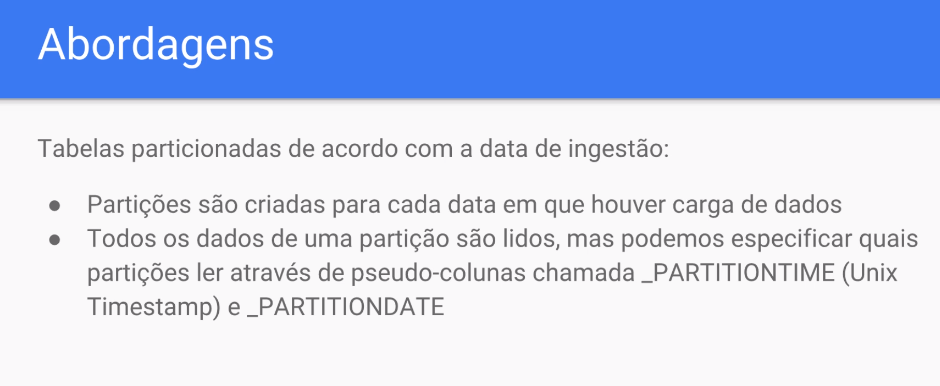 Abordagens
Tabelas particionadas de acordo com a data de ingestão:
● Partições são criadas para cada data em que houver carga de dados
● Todos os dados de uma partição são lidos, mas podemos especificar quais
partições ler através de pseudo-colunas chamada _PARTITIONTIME (Unix
Timestamp) e _PARTITIONDATE